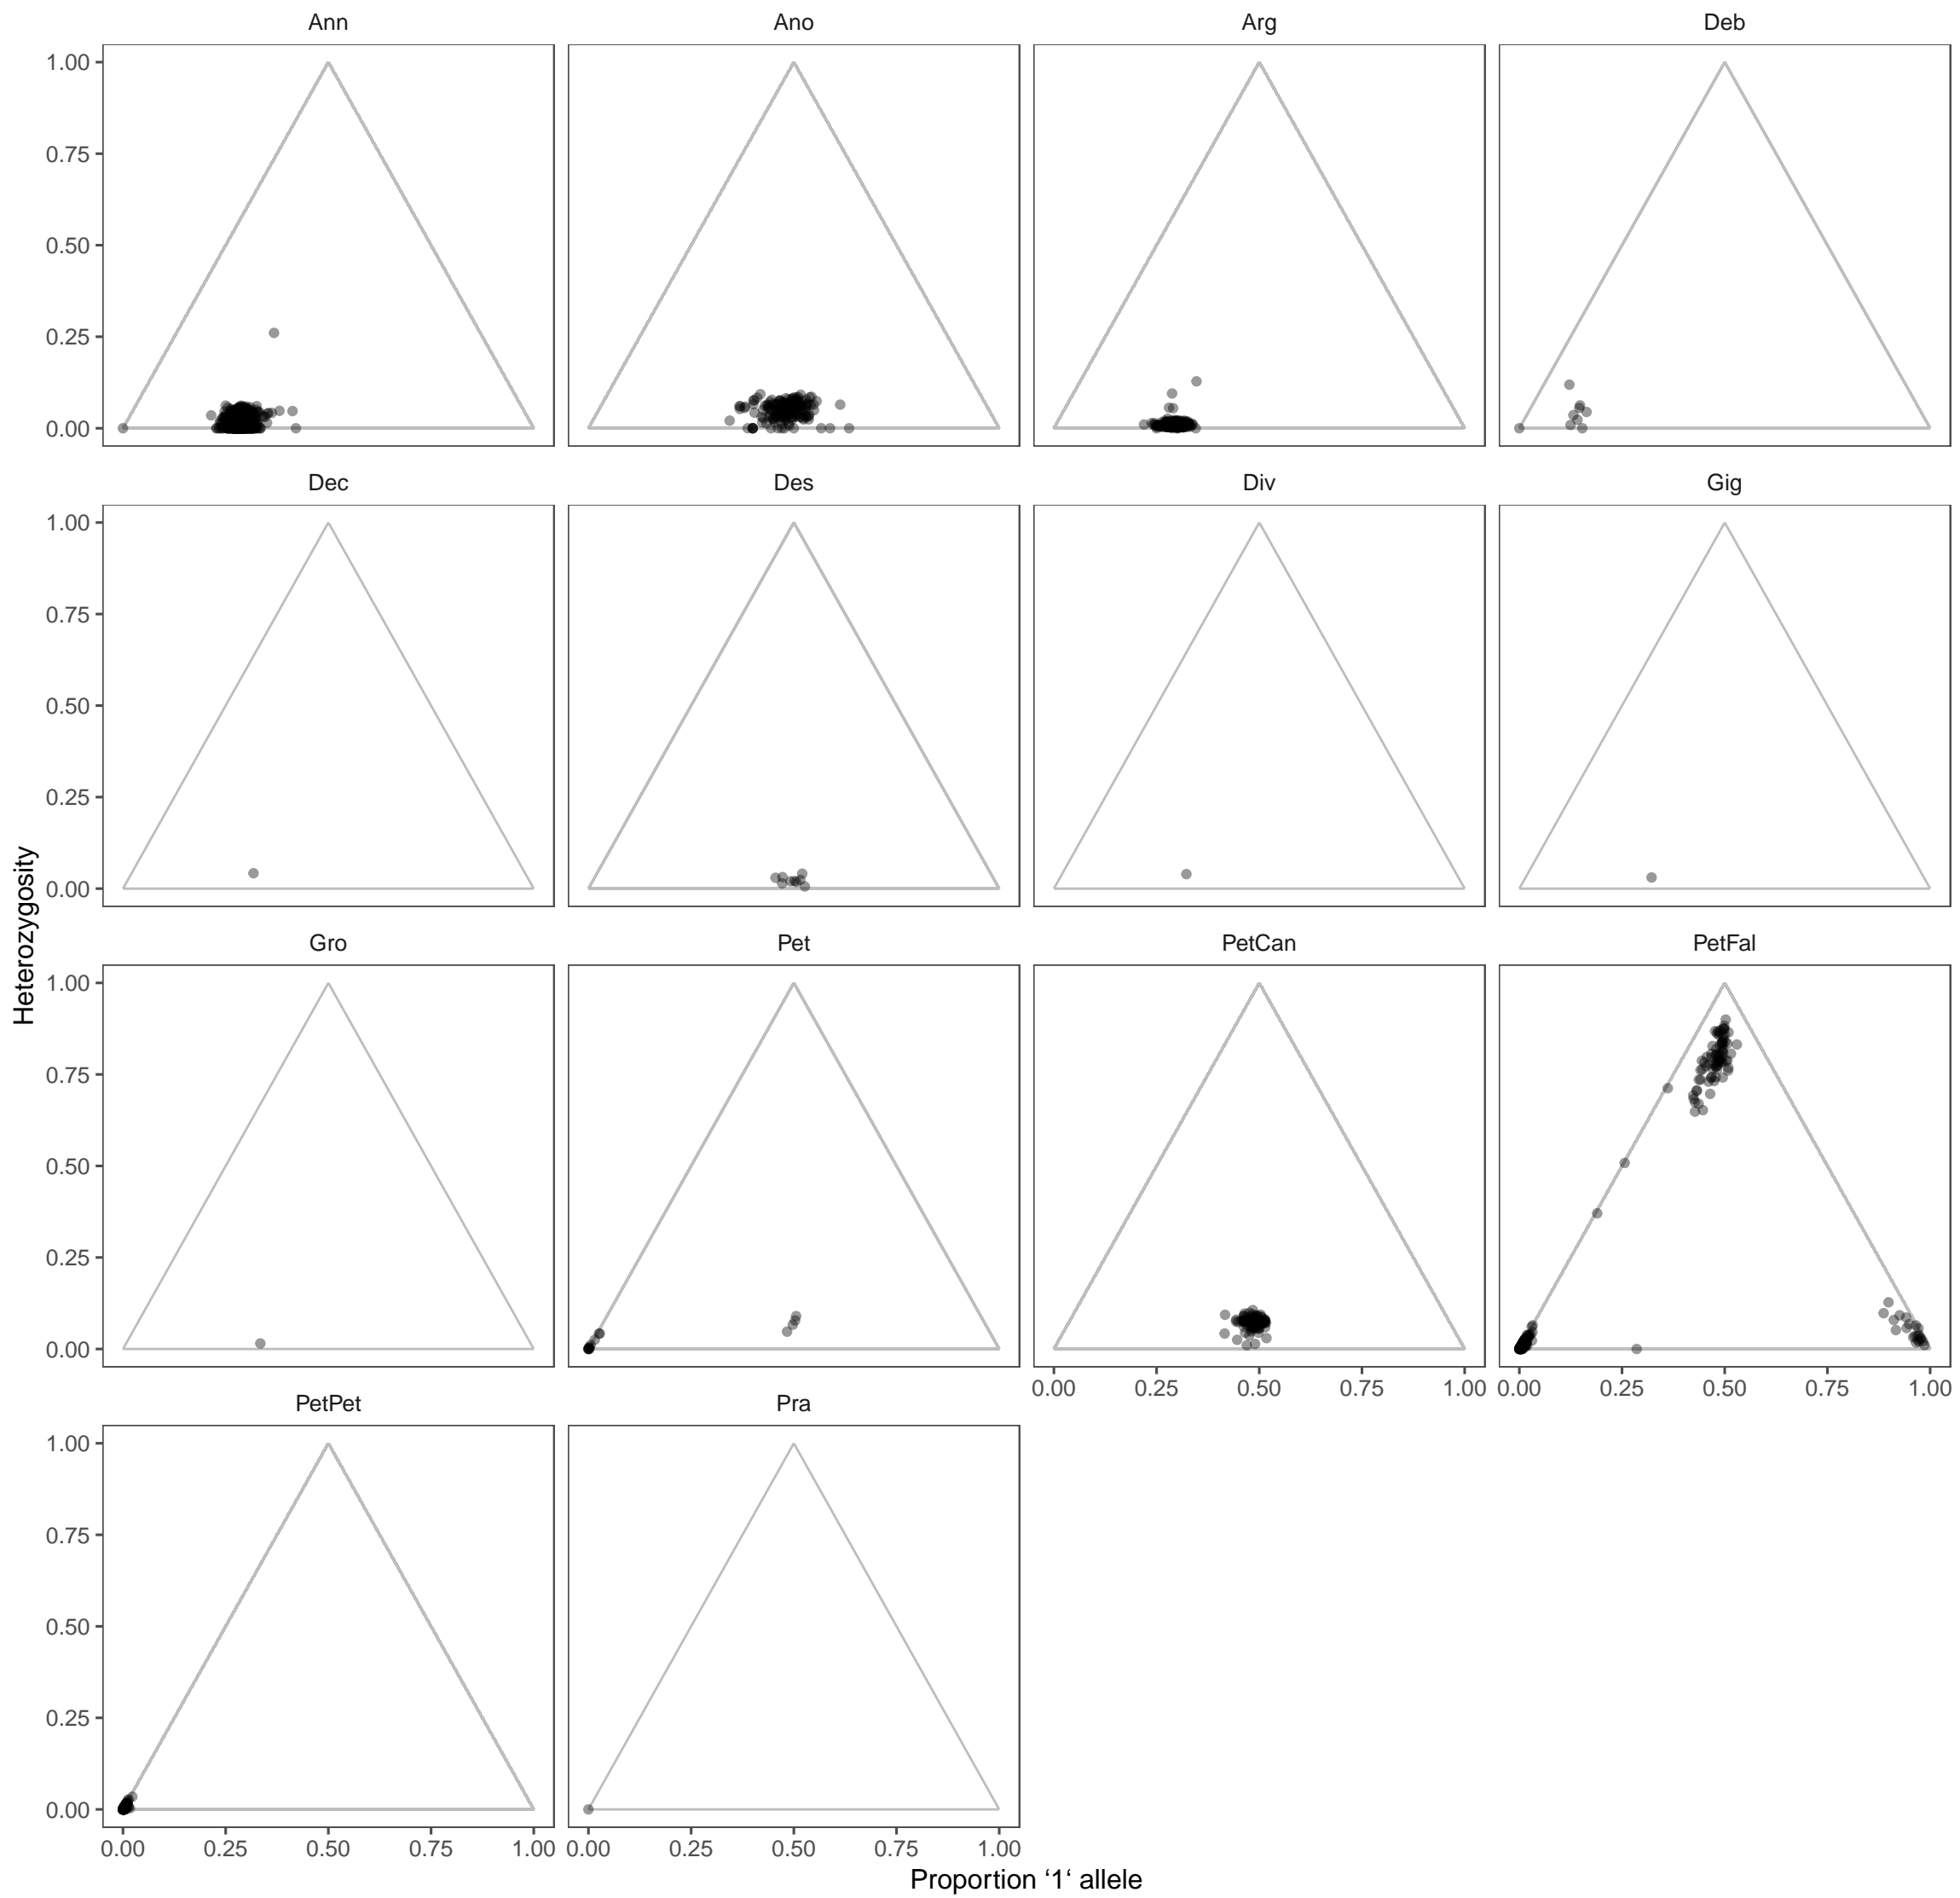 Ann Ano Arg Deb
1.00
0.75
0.50
0.25
0.00
Dec Des Div Gig
1.00
0.75
0.50
0.25
0.00
Heterozygosity
Gro Pet PetCan PetFal
1.00
0.75
0.50
0.25
0.00
0.00 0.25 0.50 0.75 1.00 0.00 0.25 0.50 0.75 1.00
PetPet Pra
1.00
0.75
0.50
0.25
0.00
0.00 0.25 0.50 0.75 1.00 0.00 0.25 0.50 0.75 1.00
Proportion ‘1‘ allele